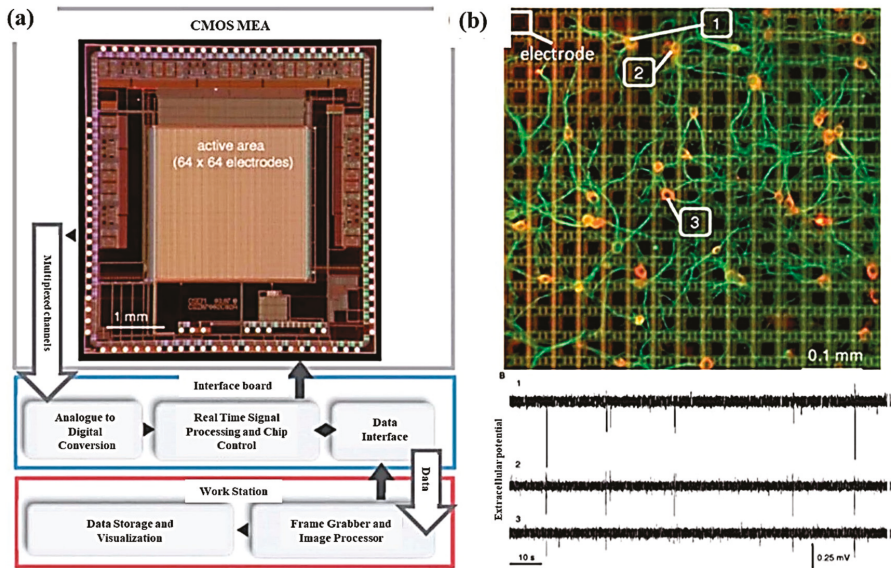 (a)
CMOS MEA
active area
(64 x 64 electrodes)
1 mm
Multiplexed channels
Interface board
Analogue to
Digital
Conversion
Real Time Signal
Processing and Chip
Control
Data
Interface
Data
Work Station
Data Storage and
Visualization
Frame Grabber and
Image Processor
(b)
electrode
1
2
3
0.1 mm
B
Extracellular potential
1
2
3
10 s
0.25 mV